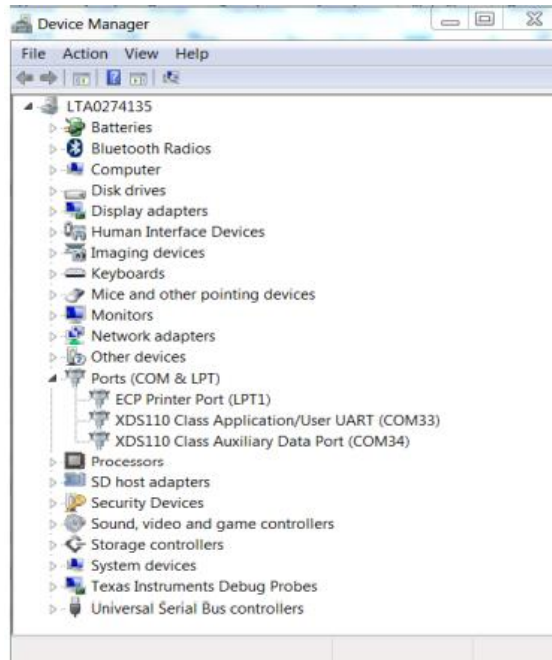 Device Manager
File Action View Help
LTA0274135
Batteries
Bluetooth Radios
Computer
Disk drives
Display adapters
Human Interface Devices
Imaging devices
Keyboards
Mice and other pointing devices
Monitors
Network adapters
Other devices
Ports (COM & LPT)
ECP Printer Port (LPT1)
XDS110 Class Application/User UART (COM33)
XDS110 Class Auxiliary Data Port (COM34)
Processors
SD host adapters
Security Devices
Sound, video and game controllers
Storage controllers
System devices
Texas Instruments Debug Probes
Universal Serial Bus controllers